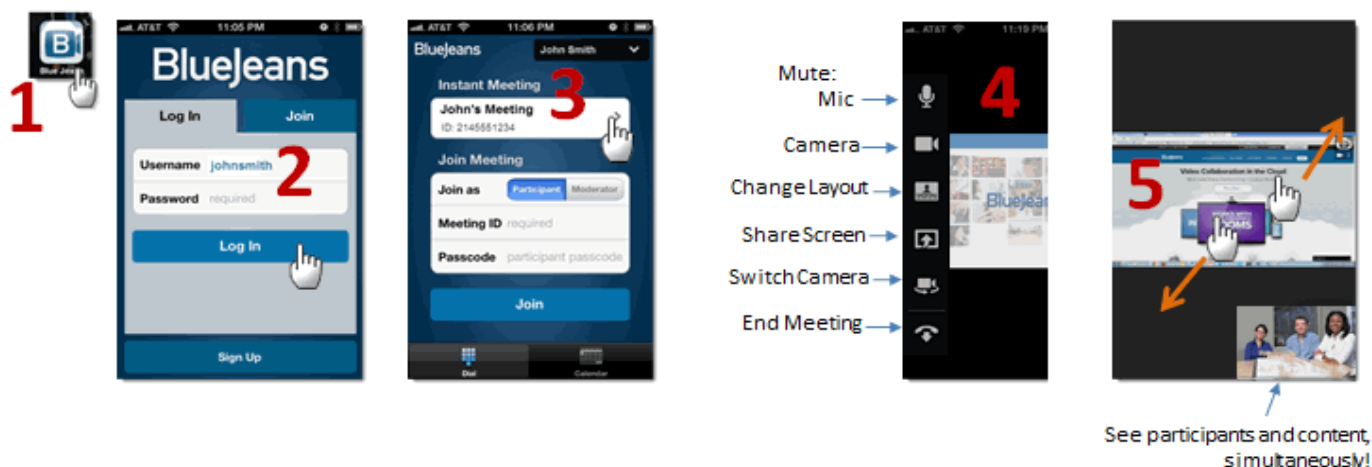 1
B
Blue Jeans
AT&T 11:05 PM
BlueJeans
Log In
Join
Username johnsmith
2
Password required
Log In
Sign Up
AT&T 11:06 PM
BlueJeans
John Smith
Instant Meeting
3
John's Meeting
ID: 2145551234
Join Meeting
Join as Participant Moderator
Meeting ID required
Passcode participant passcode
Join
Dial
Calendar
AT&T 11:19 PM
4
Mute:
Mic
Camera
Change Layout
BlueJean
Share Screen
Switch Camera
End Meeting
5
Video Collaboration in the Cloud
See participants and content,
simultaneously!